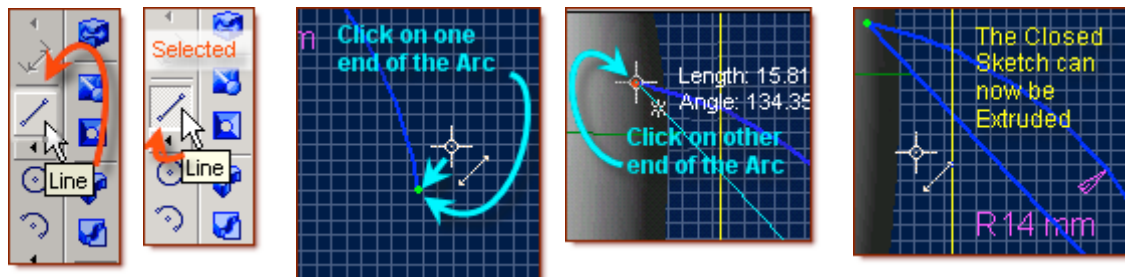 Line
Selected
Line
m
Click on one
end of the Arc
Length: 15.81
Angle: 134.35
Click on other
end of the Arc
The Closed
Sketch can
now be
Extruded
R14 mm